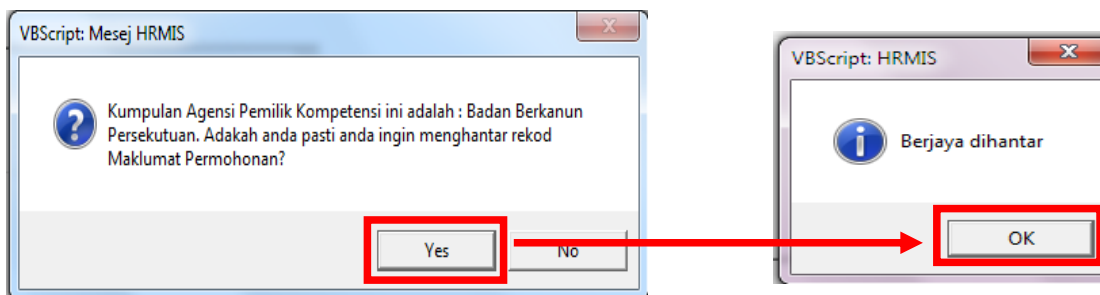 VBScript: Mesej HRMIS
Kumpulan Agensi Pemilik Kompetensi ini adalah : Badan Berkanun
Persekutuan. Adakah anda pasti anda ingin menghantar rekod
Maklumat Permohonan?
Yes
No
VBScript: HRMIS
Berjaya dihantar
OK